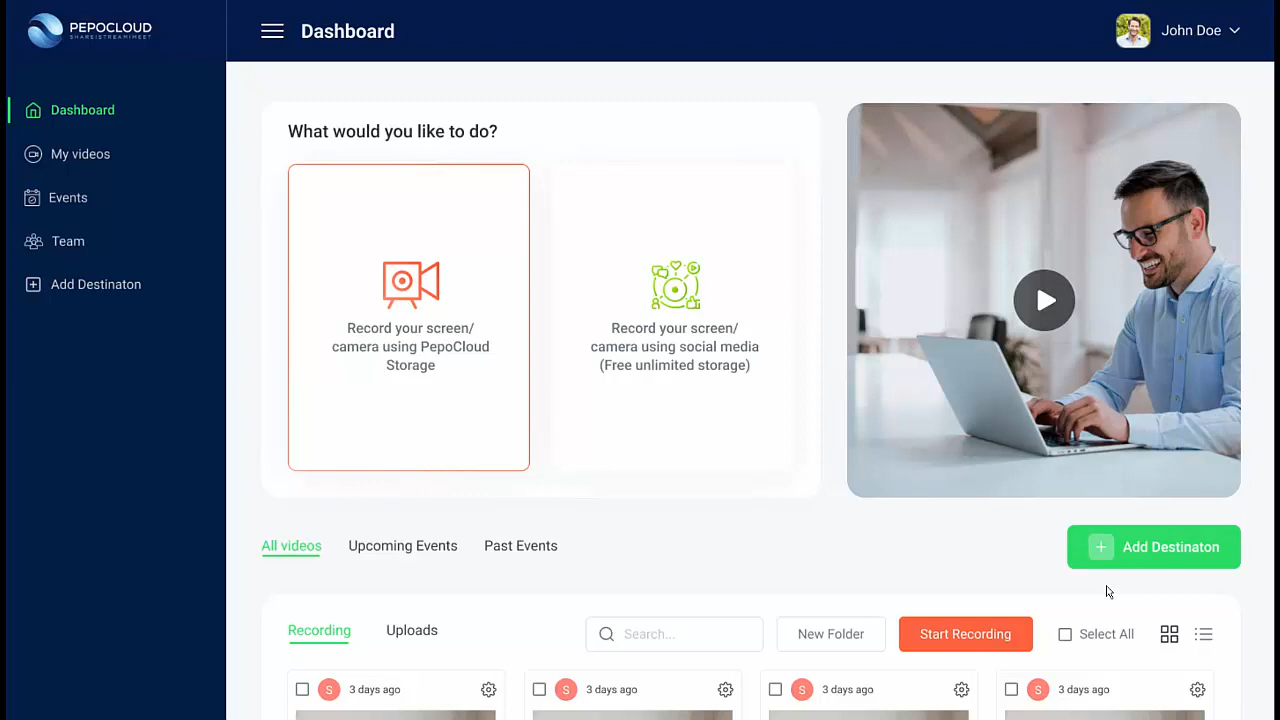 PEPOCLOUD
SHARE|STREAM|MEET
Dashboard
John Doe
Dashboard
My videos
Events
Team
Add Destinaton
What would you like to do?
Record your screen/
camera using PepoCloud
Storage
Record your screen/
camera using social media
(Free unlimited storage)
All videos
Upcoming Events
Past Events
Add Destinaton
Recording
Uploads
Search...
New Folder
Start Recording
Select All
S 3 days ago
S 3 days ago
S 3 days ago
S 3 days ago